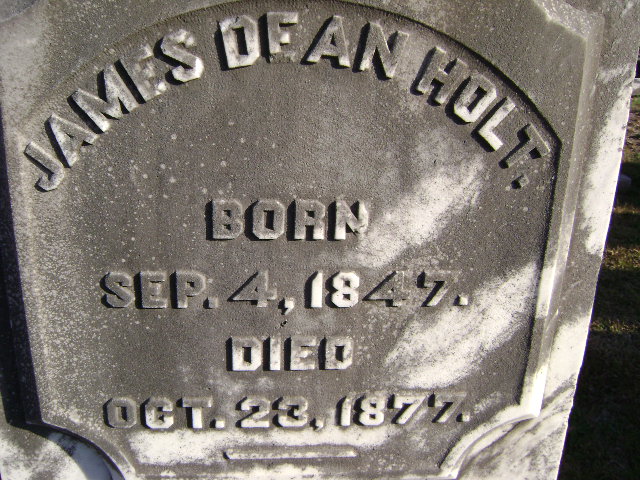 JAMES DEAN HOLT.
BORN
SEP. 4, 1847.
DIED
OCT. 23, 1877.